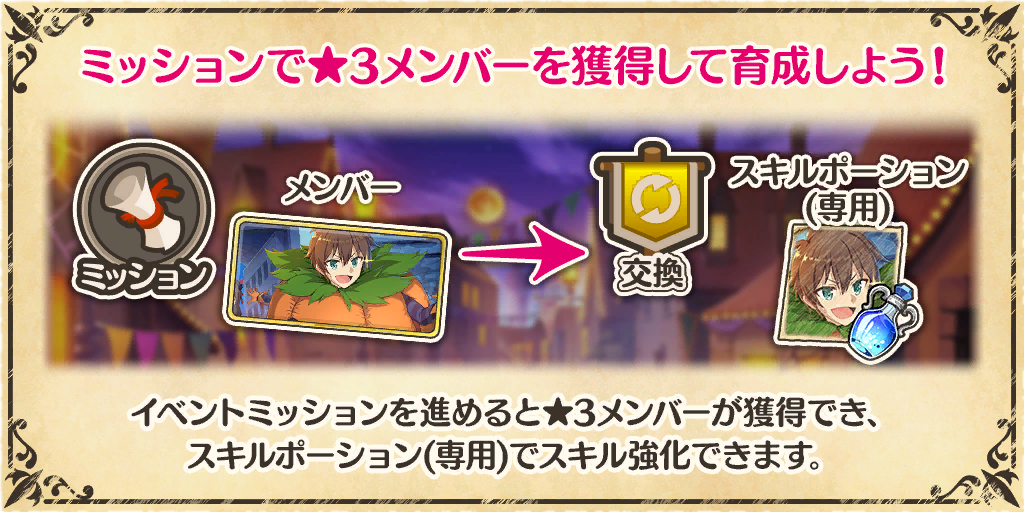 ミッションで★3メンバーを獲得して育成しよう!
メンバー
ミッション
交換
スキルポーション
(専用)
イベントミッションを進めると★3メンバーが獲得でき、
スキルポーション(専用)でスキル強化できます。